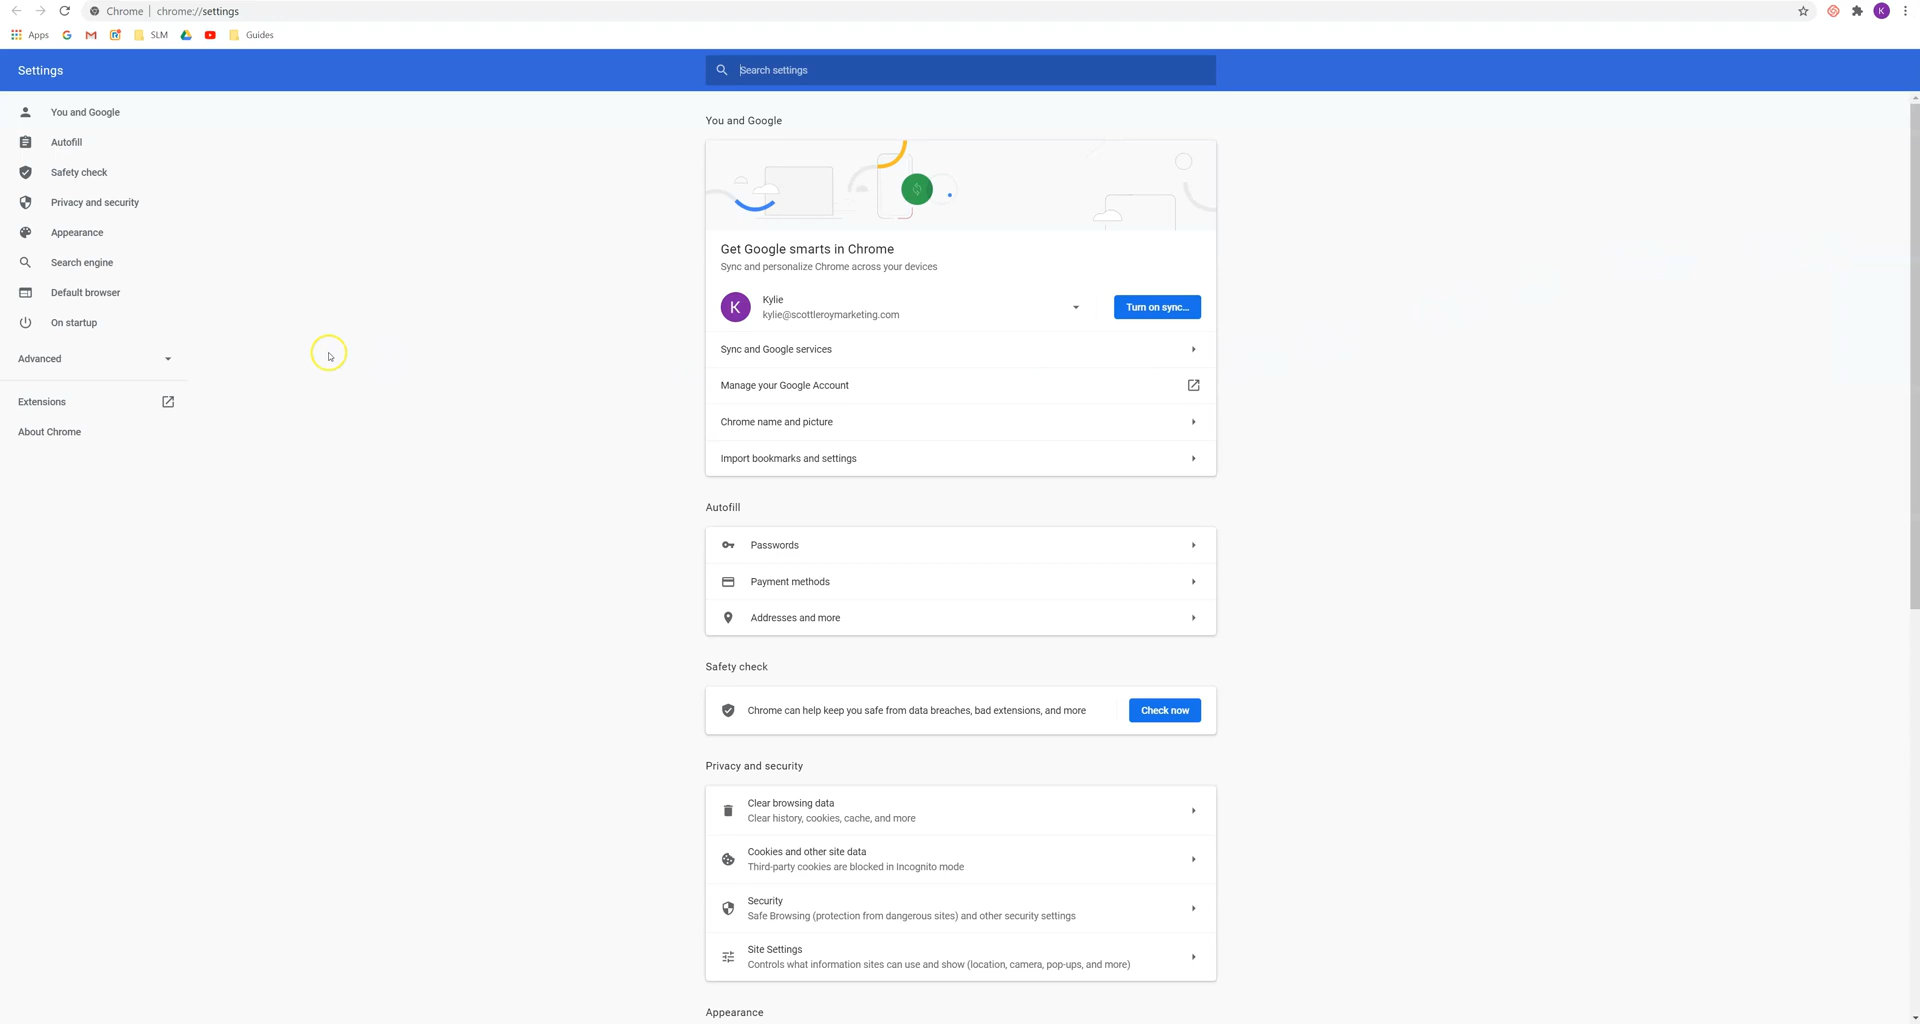 Chrome | chrome://settings
K
Apps
G
SLM
Guides
Settings
Search settings
You and Google
Autofill
Safety check
Privacy and security
Appearance
Search engine
Default browser
On startup
Advanced
Extensions
About Chrome
You and Google
Get Google smarts in Chrome
Sync and personalize Chrome across your devices
K
Kylie
kylie@scottleroymarketing.com
Turn on sync...
Sync and Google services
Manage your Google Account
Chrome name and picture
Import bookmarks and settings
Autofill
Passwords
Payment methods
Addresses and more
Safety check
Chrome can help keep you safe from data breaches, bad extensions, and more
Check now
Privacy and security
Clear browsing data
Clear history, cookies, cache, and more
Cookies and other site data
Third-party cookies are blocked in Incognito mode
Security
Safe Browsing (protection from dangerous sites) and other security settings
Site Settings
Controls what information sites can use and show (location, camera, pop-ups, and more)
Appearance